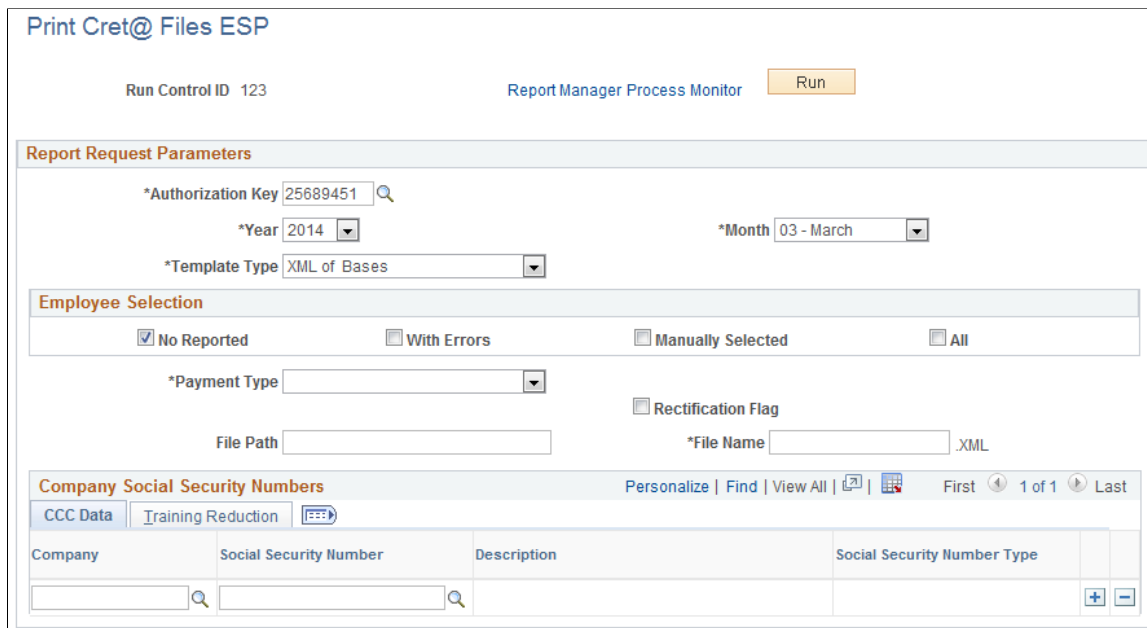 Print Cret@ Files ESP
Run Control ID 123 Report Manager Process Monitor Run
Report Request Parameters
*Authorization Key 25689451
*Year 2014 *Month 03 - March
*Template Type XML of Bases
Employee Selection
No Reported With Errors Manually Selected All
*Payment Type
Rectification Flag
File Path *File Name .XML
Company Social Security Numbers Personalize | Find | View All | | First 1 of 1 Last
CCC Data Training Reduction
Company Social Security Number Description Social Security Number Type